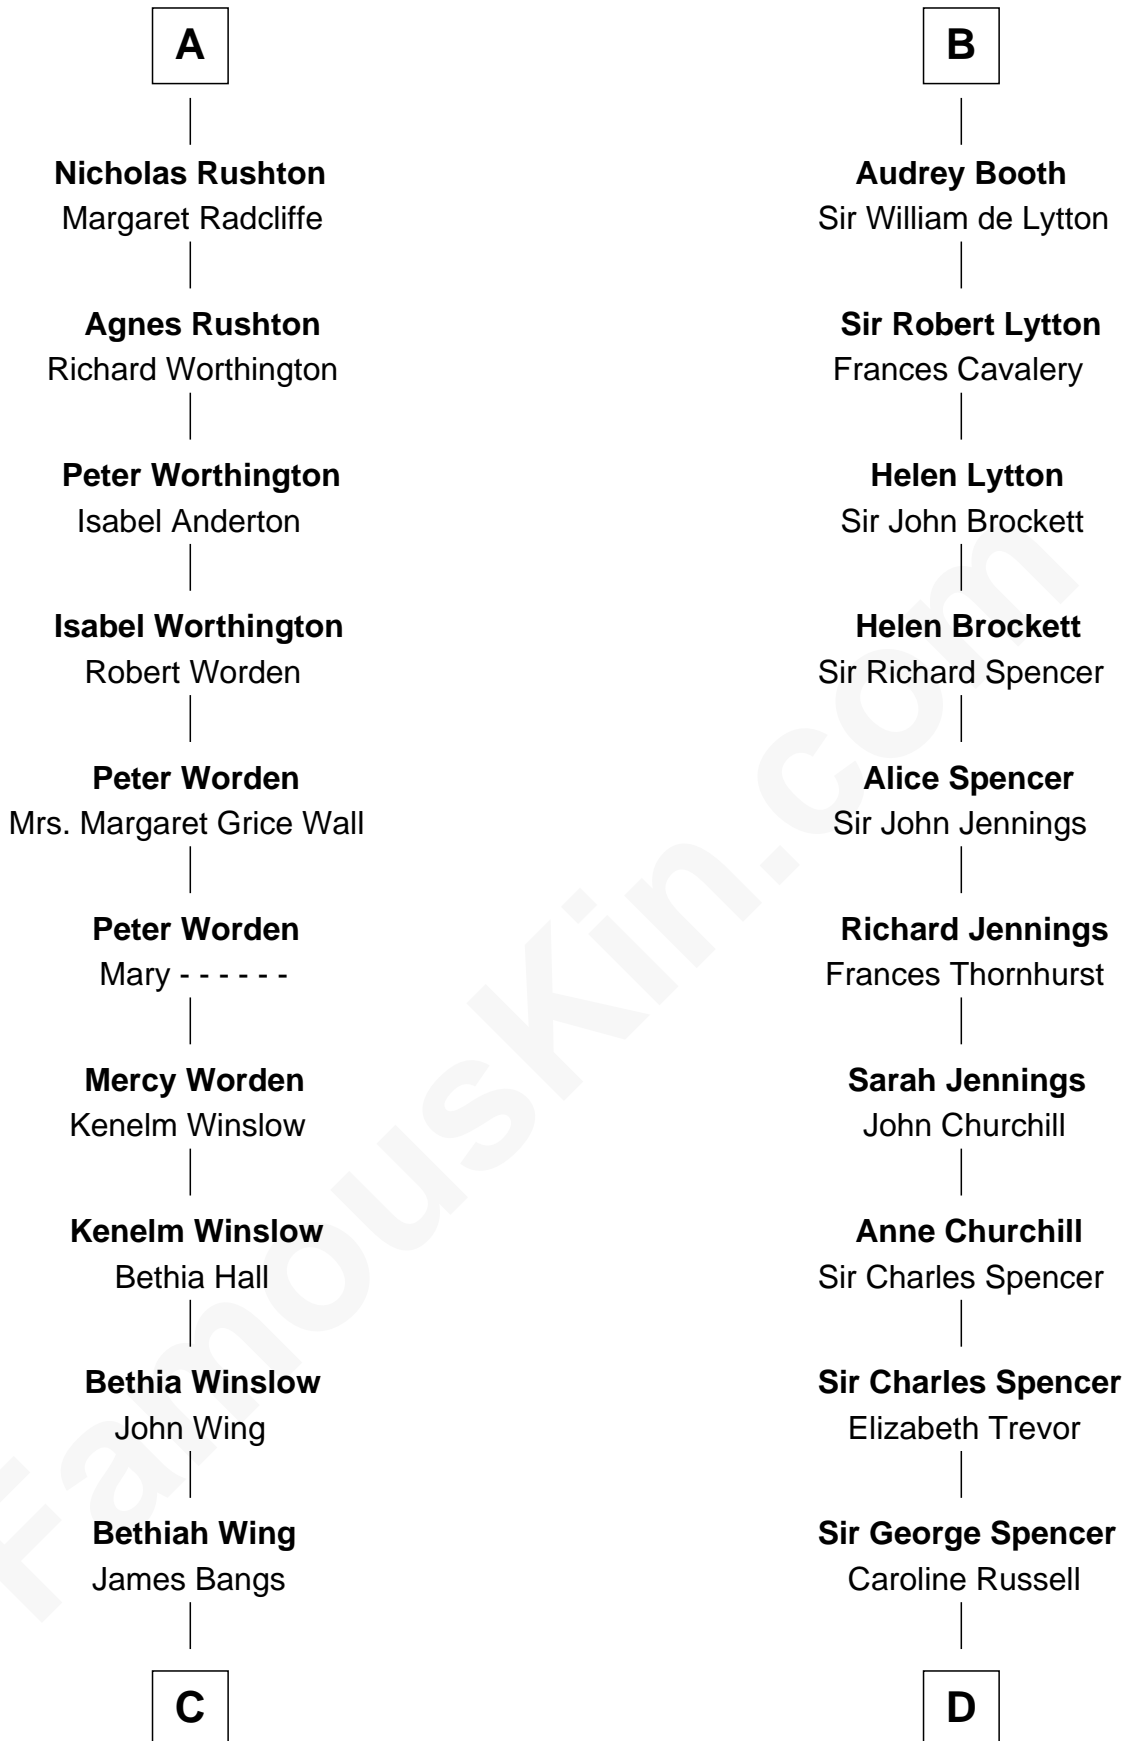 A
Nicholas Rushton
Margaret Radcliffe
Agnes Rushton
Richard Worthington
Peter Worthington
Isabel Anderton
Isabel Worthington
Robert Worden
Peter Worden
Mrs. Margaret Grice Wall
Peter Worden
Mary - - - - - -
Mercy Worden
Kenelm Winslow
Kenelm Winslow
Bethia Hall
Bethia Winslow
John Wing
Bethiah Wing
James Bangs
C
B
Audrey Booth
Sir William de Lytton
Sir Robert Lytton
Frances Cavalery
Helen Lytton
Sir John Brockett
Helen Brockett
Sir Richard Spencer
Alice Spencer
Sir John Jennings
Richard Jennings
Frances Thornhurst
Sarah Jennings
John Churchill
Anne Churchill
Sir Charles Spencer
Sir Charles Spencer
Elizabeth Trevor
Sir George Spencer
Caroline Russell
D
FamousKin.com